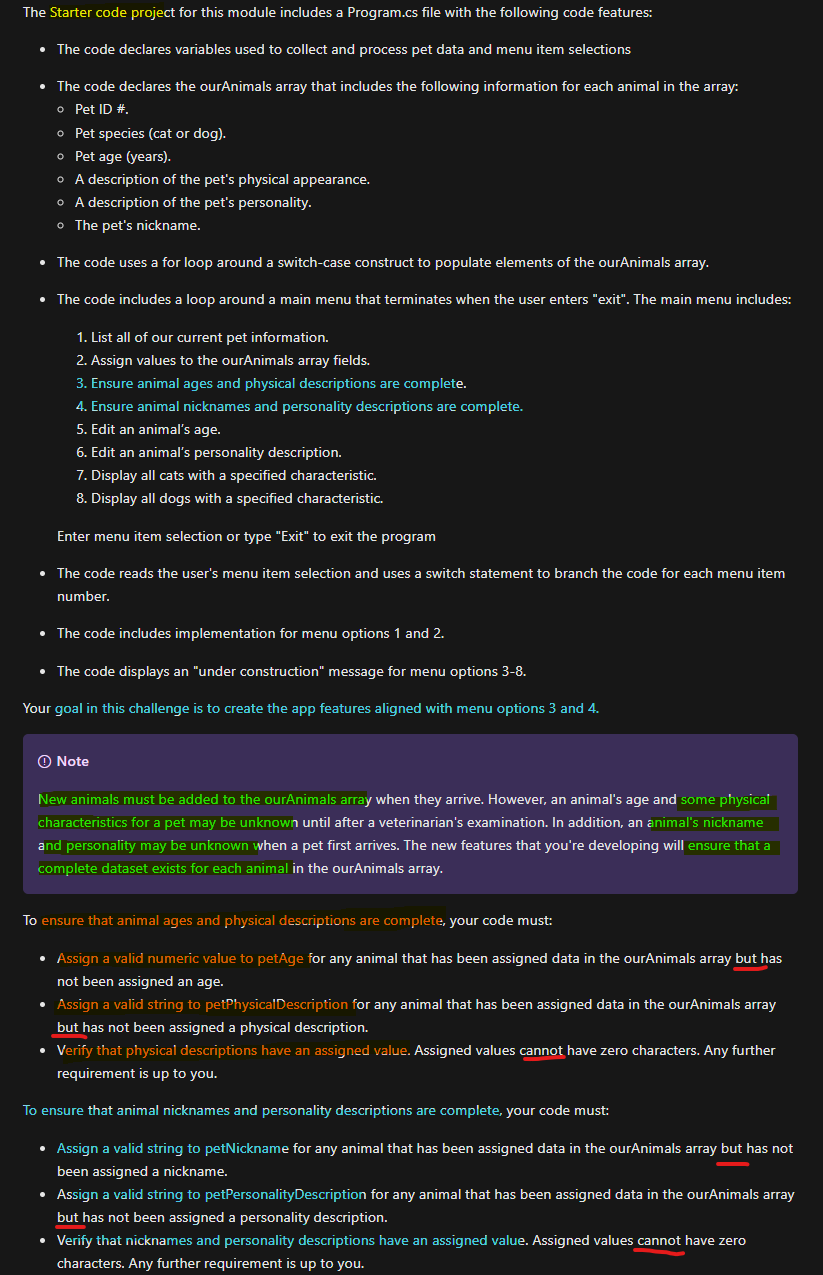 The Starter code project for this module includes a Program.cs file with the following code features:
• The code declares variables used to collect and process pet data and menu item selections
• The code declares the ourAnimals array that includes the following information for each animal in the array:
○ Pet ID #.
○ Pet species (cat or dog).
○ Pet age (years).
○ A description of the pet's physical appearance.
○ A description of the pet's personality.
○ The pet's nickname.
• The code uses a for loop around a switch-case construct to populate elements of the ourAnimals array.
• The code includes a loop around a main menu that terminates when the user enters "exit". The main menu includes:
1. List all of our current pet information.
2. Assign values to the ourAnimals array fields.
3. Ensure animal ages and physical descriptions are complete.
4. Ensure animal nicknames and personality descriptions are complete.
5. Edit an animal’s age.
6. Edit an animal’s personality description.
7. Display all cats with a specified characteristic.
8. Display all dogs with a specified characteristic.
Enter menu item selection or type "Exit" to exit the program
• The code reads the user's menu item selection and uses a switch statement to branch the code for each menu item
number.
• The code includes implementation for menu options 1 and 2.
• The code displays an "under construction" message for menu options 3-8.
Your goal in this challenge is to create the app features aligned with menu options 3 and 4.
Note
New animals must be added to the ourAnimals array when they arrive. However, an animal's age and some physical
characteristics for a pet may be unknown until after a veterinarian's examination. In addition, an animal's nickname
and personality may be unknown when a pet first arrives. The new features that you're developing will ensure that a
complete dataset exists for each animal in the ourAnimals array.
To ensure that animal ages and physical descriptions are complete, your code must:
• Assign a valid numeric value to petAge for any animal that has been assigned data in the ourAnimals array but has
not been assigned an age.
• Assign a valid string to petPhysicalDescription for any animal that has been assigned data in the ourAnimals array
but has not been assigned a physical description.
• Verify that physical descriptions have an assigned value. Assigned values cannot have zero characters. Any further
requirement is up to you.
To ensure that animal nicknames and personality descriptions are complete, your code must:
• Assign a valid string to petNickname for any animal that has been assigned data in the ourAnimals array but has not
been assigned a nickname.
• Assign a valid string to petPersonalityDescription for any animal that has been assigned data in the ourAnimals array
but has not been assigned a personality description.
• Verify that nicknames and personality descriptions have an assigned value. Assigned values cannot have zero
characters. Any further requirement is up to you.